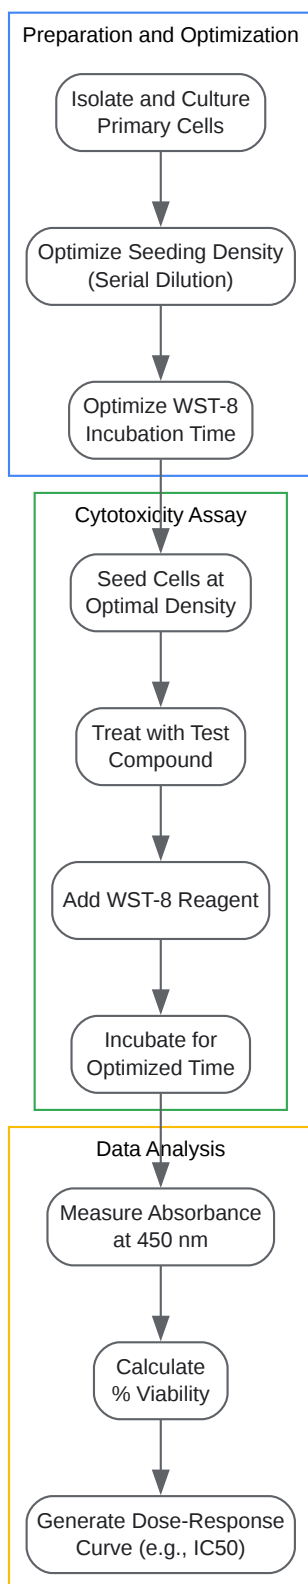 Preparation and Optimization
Isolate and Culture
Primary Cells
Optimize Seeding Density
(Serial Dilution)
Optimize WST-8
Incubation Time
Cytotoxicity Assay
Seed Cells at
Optimal Density
Treat with Test
Compound
Add WST-8 Reagent
Incubate for
Optimized Time
Data Analysis
Measure Absorbance
at 450 nm
Calculate
% Viability
Generate Dose-Response
Curve (e.g., IC50)